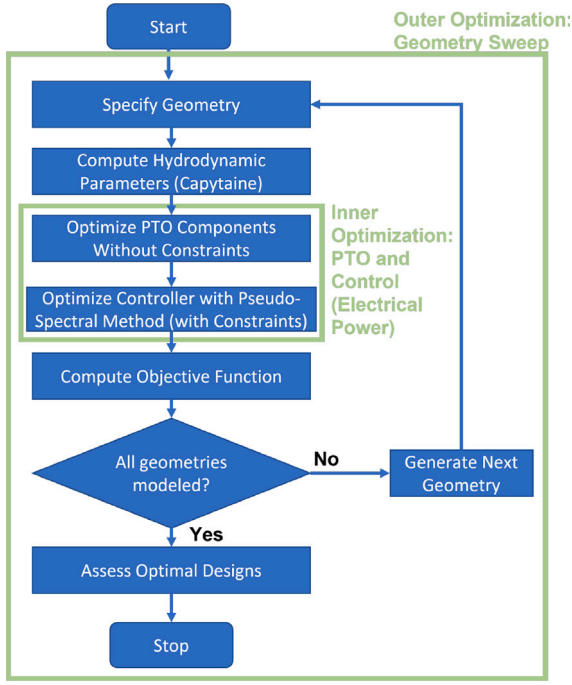 Start
Outer Optimization:
Geometry Sweep
Specify Geometry
Compute Hydrodynamic
Parameters (Capytaine)
Optimize PTO Components
Without Constraints
Optimize Controller with Pseudo-
Spectral Method (with Constraints)
Inner
Optimization:
PTO and
Control
(Electrical
Power)
Compute Objective Function
All geometries
modeled?
No
Generate Next
Geometry
Yes
Assess Optimal Designs
Stop